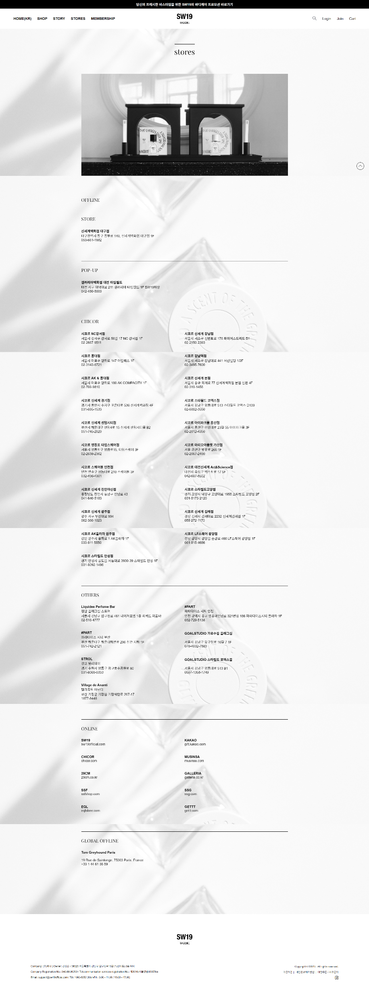 당신의 프레시한 바스타임을 위한 SW19의 바디케어 프로모션 바로가기
HOME(KR) SHOP STORY STORES MEMBERSHIP
SW19
FRAGRANCE
Login Join Cart
stores
THAT CHANGES OVER TIME
A TRANSITIONAL SCENT
OFFLINE
STORE
신세계백화점 대구점
대구광역시 동구 동부로 149, 신세계백화점 대구점 1F
053-661-1882
POP-UP
갤러리아백화점 대전 타임월드
대전 서구 대덕대로 211 갤러리아 타임월드 1F SW19매장
042-480-5000
CHICOR
시코르 NC강서점
서울시 강서구 강서로 56길 17 NC 강서점 1F
02-2667-9511
시코르 신세계 강남점
서울시 서초구 신반포로 176 파미에스트리트 B1
02-2150-2393
시코르 홍대점
서울시 마포구 양화로 147 아일렉스 1F
02-3143-6721
시코르 강남역점
서울시 서초구 강남대로 441 서산빌딩 1/2F
02-3495-7600
시코르 AK & 홍대점
서울시 마포구 양화로 188 AK COMPACITY 1F
02-789-9810
시코르 신세계 본점
서울시 중구 퇴계로 77 신세계백화점 본점 신관 4F
02-310-1456
시코르 신세계 경기점
경기시 용인시 수지구 포은대로 536 신세계백화점 4F
031-695-1533
시코르 스타필드 코엑스점
서울시 강남구 영동대로 513 스타필드 코엑스 D109
02-6002-3550
시코르 신세계 센텀시티점
부산시 해운대구 센텀4로 15 신세계 센텀시티몰 B2
051-745-2020
시코르 아이파크몰 용산점
서울시 용산구 한강대로 23길 55 아이파크몰 3F
02-2012-4350
시코르 영등포 타임스퀘어점
서울시 영등포구 영중로15, 타임스퀘어 3F
02-2638-2362
시코르 마리오아울렛 가산점
서울 금천구 벚꽃로 266 1F
02-2067-2460
시코르 스퀘어원 인천점
인천 연수구 청능대로 210 스퀘어원 3F
032-456-4301
시코르 대전신세계 Art&Science점
대전시 유성구 엑스포로 17 5F
042-607-8502
시코르 신세계 천안아산점
충청남도 천안시 동남구 만남로 43
041-640-5183
시코르 스타필드고양점
경기 고양시 덕양구 고양대로 1955 스타필드 고양점 2F
031-5173-2120
시코르 신세계 광주점
광주 서구 무진대로 904
062-360-1023
시코르 신세계 김해점
경남 김해시 김해대로 2232 신세계김해점 1F
055-272-1170
시코르 AK플라자 원주점
강원 원주시 봉화로 1 AK플라자 1F
033-811-5550
시코르 LF스퀘어 광양점
전남 광양시 광양읍 순광로 466 LF스퀘어 광양점 1F
061-815-4686
시코르 스타필드 안성점
경기 안성시 공도읍 서동대로 3930-39 스타필드 안성 1F
031-8092-1496
OTHERS
Liquides Perfume Bar
청담 플래그십 스토어
서울시 강남구 압구정로 461 네이처포엠 1층 리퀴드 퍼퓸바
02-516-4777
#PART
파라다이스 시티 인천
인천 광역시 중구 영종해안남로 321번길 186 파라다이스시티 플라자 1F
032-729-5138
#PART
파라다이스 시티 부산
부산 해운대구 해운대해변로 296 신관 지하 1F
051-742-2121
GOALSTUDIO 가로수길 플래그십
서울시 강남구 압구정로 10길 7 1F
070-4032-7883
STROL
광교 앨리웨이
경기 수원시 영통구 광교호수공원로 80
031-8009-0333
GOALSTUDIO 스타필드 코엑스몰
서울시 강남구 영동대로 513 B1
0507-1358-1749
Village de Ananti
빌라쥬드 아난티
부산 기장군 기장읍 기장해안로 267-17
1877-8448
ONLINE
SW19
sw19official.com
KAKAO
gift.kakao.com
CHICOR
chicor.com
MUSINSA
musinsa.com
29CM
29cm.co.kr
GALLERIA
galleria.co.kr
SSF
ssfshop.com
SSG
ssg.com
EQL
eqlstore.com
GETTT
gettt.com
GLOBAL OFFLINE
Tom Greyhound Paris
19 Rue de Saintonge, 75003 Paris, France
+33 1 44 61 36 59
SW19
FRAGRANCE
Company Registration No.: 240-88-00299 / Telecommunication services registration No.: 제2016-서울강남-03076호
Email: support@sw19official.com / Tel: 1660-3252 (Mon-Fri : 9:00 - 11:30 / 13:00 - 17:30)
Copyright © SW19 . All rights reserved.
이용약관 | 개인정보처리방침 | 대량주문 / 제휴문의